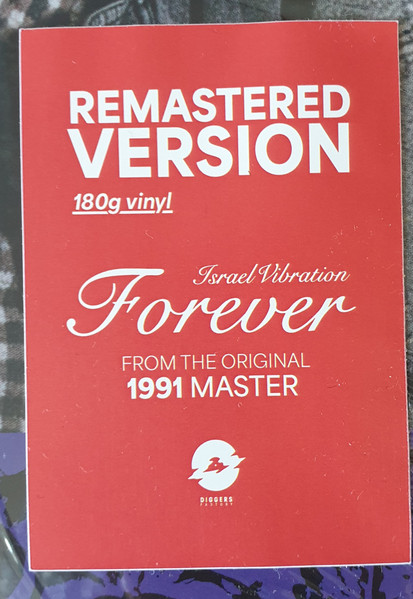 REMASTERED
VERSION
180g vinyl
Israel Vibration
Forever
FROM THE ORIGINAL
1991 MASTER
DIGGERS
FACTORY